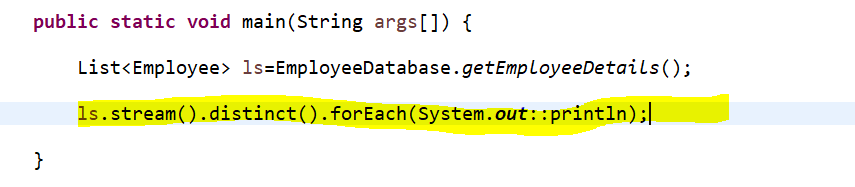 public static void main(String args[]) {
List<Employee> ls=EmployeeDatabase.getEmployeeDetails();
ls.stream().distinct().forEach(System.out::println);
}